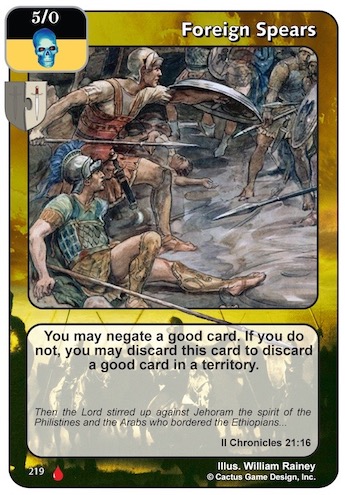 5/0
Foreign Spears
You may negate a good card. If you do
not, you may discard this card to discard
a good card in a territory.
Then the Lord stirred up against Jehoram the spirit of the
Philistines and the Arabs who bordered the Ethiopians...
II Chronicles 21:16
Illus. William Rainey
219
© Cactus Game Design, Inc.